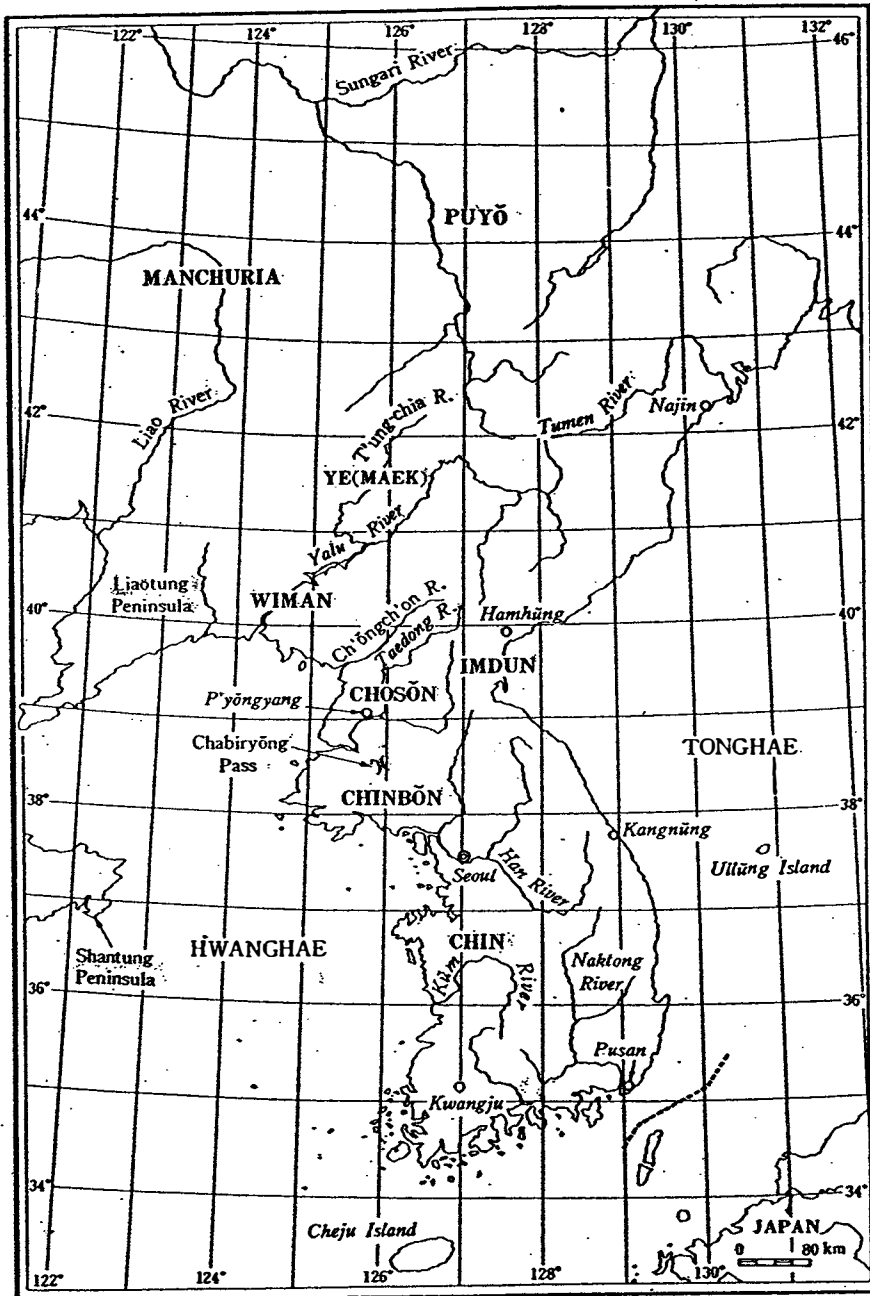 122°
124°
126°
128°
130°
132°
46°
46°
Sungari River
44°
PUYŎ
44°
MANCHURIA
Liao River
42°
T'ung-chia R.
Tumen River
Najin
42°
YE(MAEK)
Yalu River
Liaōtung
Peninsula
WIMAN
40°
Ch'ŏngch'on R.
Taedong R.
Hamhŭng
40°
IMDUN
P'yŏngyang
CHOSŎN
Chabiryŏng
Pass
TONGHAE
CHINBŎN
38°
38°
Kangnŭng
Seoul
Han River
Ullŭng Island
Shantung
Peninsula
HWANGHAE
CHIN
Kŭm River
Naktong
River
36°
36°
Pusan
Kwangju
34°
34°
Cheju Island
JAPAN
0 80 km
122°
124°
126°
128°
130°